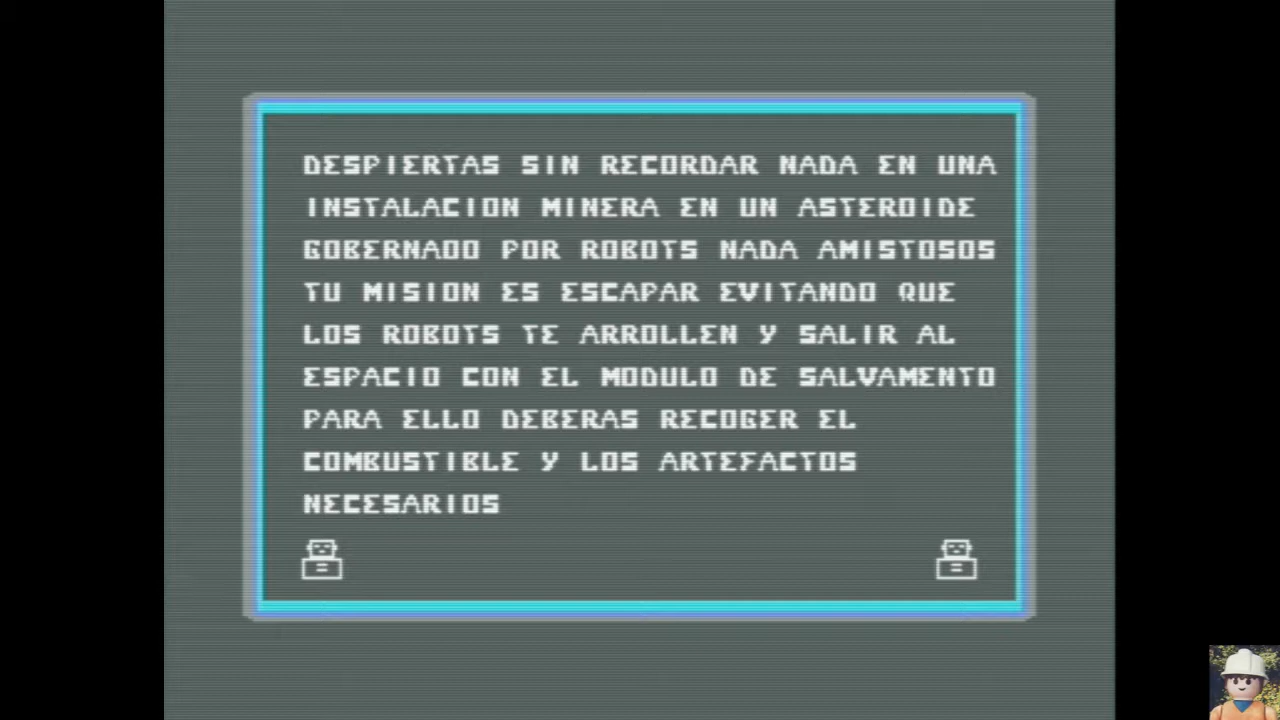 DESPIERTAS SIN RECORDAR NADA EN UNA
INSTALACION MINERA EN UN ASTEROIDE
GOBERNADO POR ROBOTS NADA AMISTOSOS
TU MISION ES ESCAPAR EVITANDO QUE
LOS ROBOTS TE ARROLLEN Y SALIR AL
ESPACIO CON EL MODULO DE SALVAMENTO
PARA ELLO DEBERAS RECOGER EL
COMBUSTIBLE Y LOS ARTEFACTOS
NECESARIOS